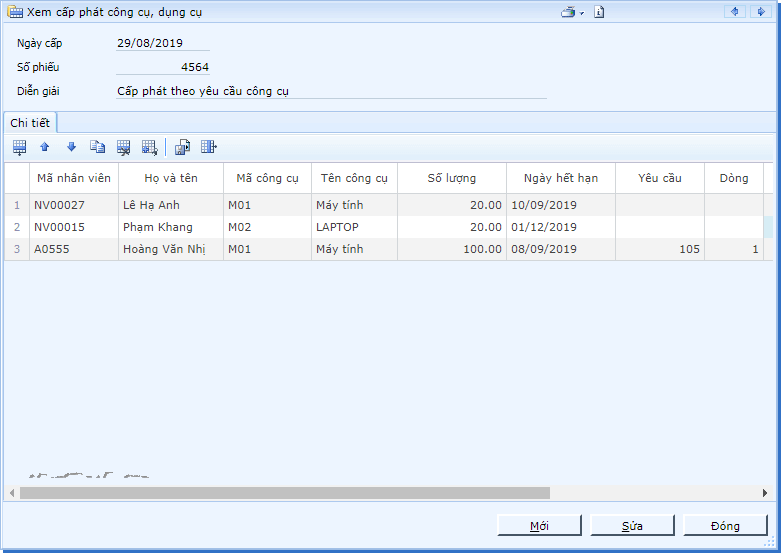 Xem cấp phát công cụ, dụng cụ
Ngày cấp 29/08/2019
Số phiếu 4564
Diễn giải Cấp phát theo yêu cầu công cụ
Chi tiết
Mã nhân viên Họ và tên Mã công cụ Tên công cụ Số lượng Ngày hết hạn Yêu cầu Dòng
1 NV00027 Lê Hạ Anh M01 Máy tính 20.00 10/09/2019
2 NV00015 Phạm Khang M02 LAPTOP 20.00 01/12/2019
3 A0555 Hoàng Văn Nhị M01 Máy tính 100.00 08/09/2019 105 1
Mới Sửa Đóng